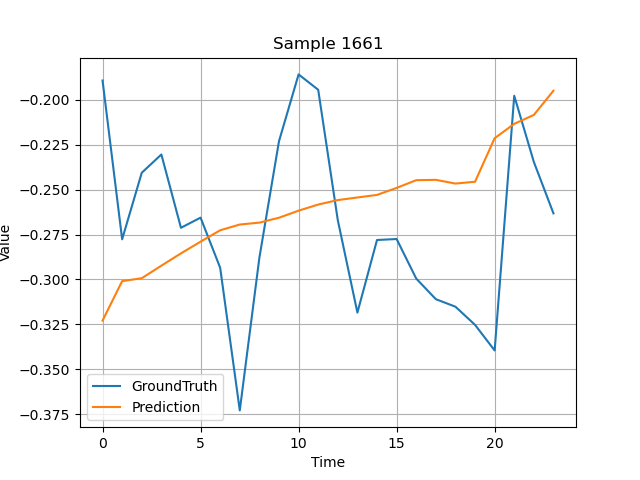 Sample 1661
−0.200
−0.225
−0.250
−0.275
−0.300
−0.325
−0.350
−0.375
Value
GroundTruth
Prediction
0 5 10 15 20
Time